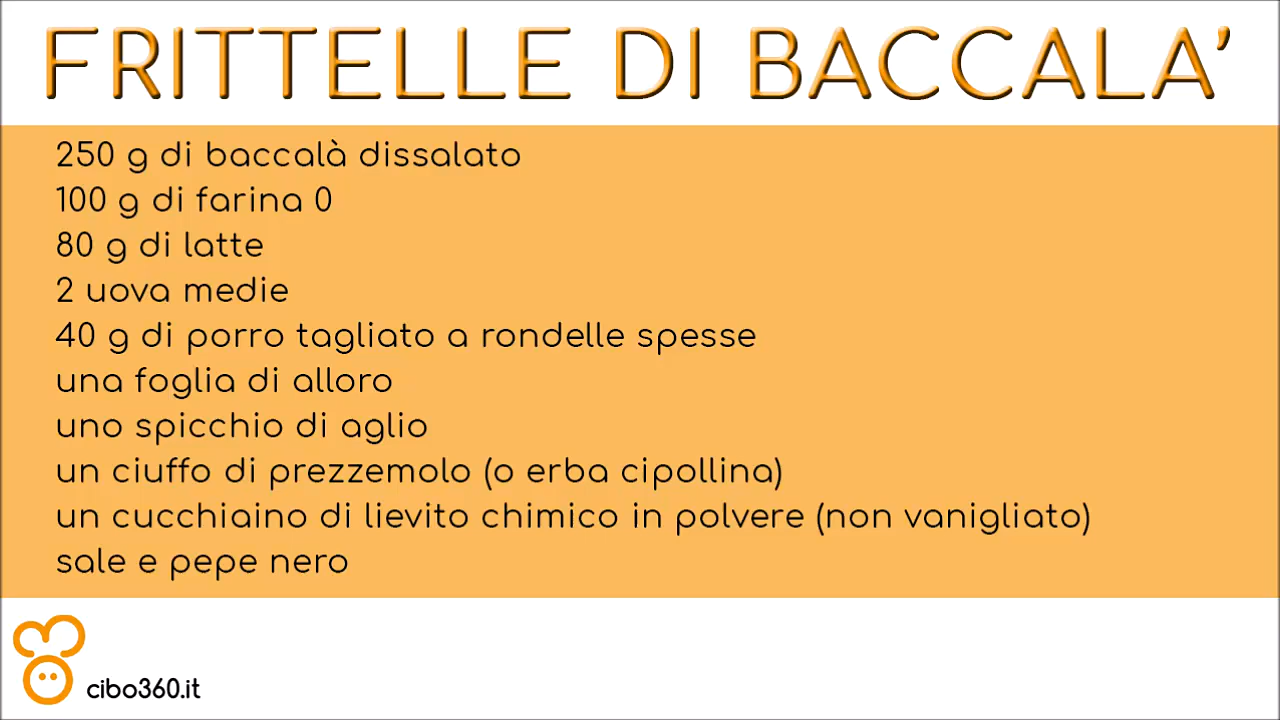 FRITTELLE DI BACCALA’
250 g di baccalà dissalato
100 g di farina 0
80 g di latte
2 uova medie
40 g di porro tagliato a rondelle spesse
una foglia di alloro
uno spicchio di aglio
un ciuffo di prezzemolo (o erba cipollina)
un cucchiaino di lievito chimico in polvere (non vanigliato)
sale e pepe nero
cibo360.it